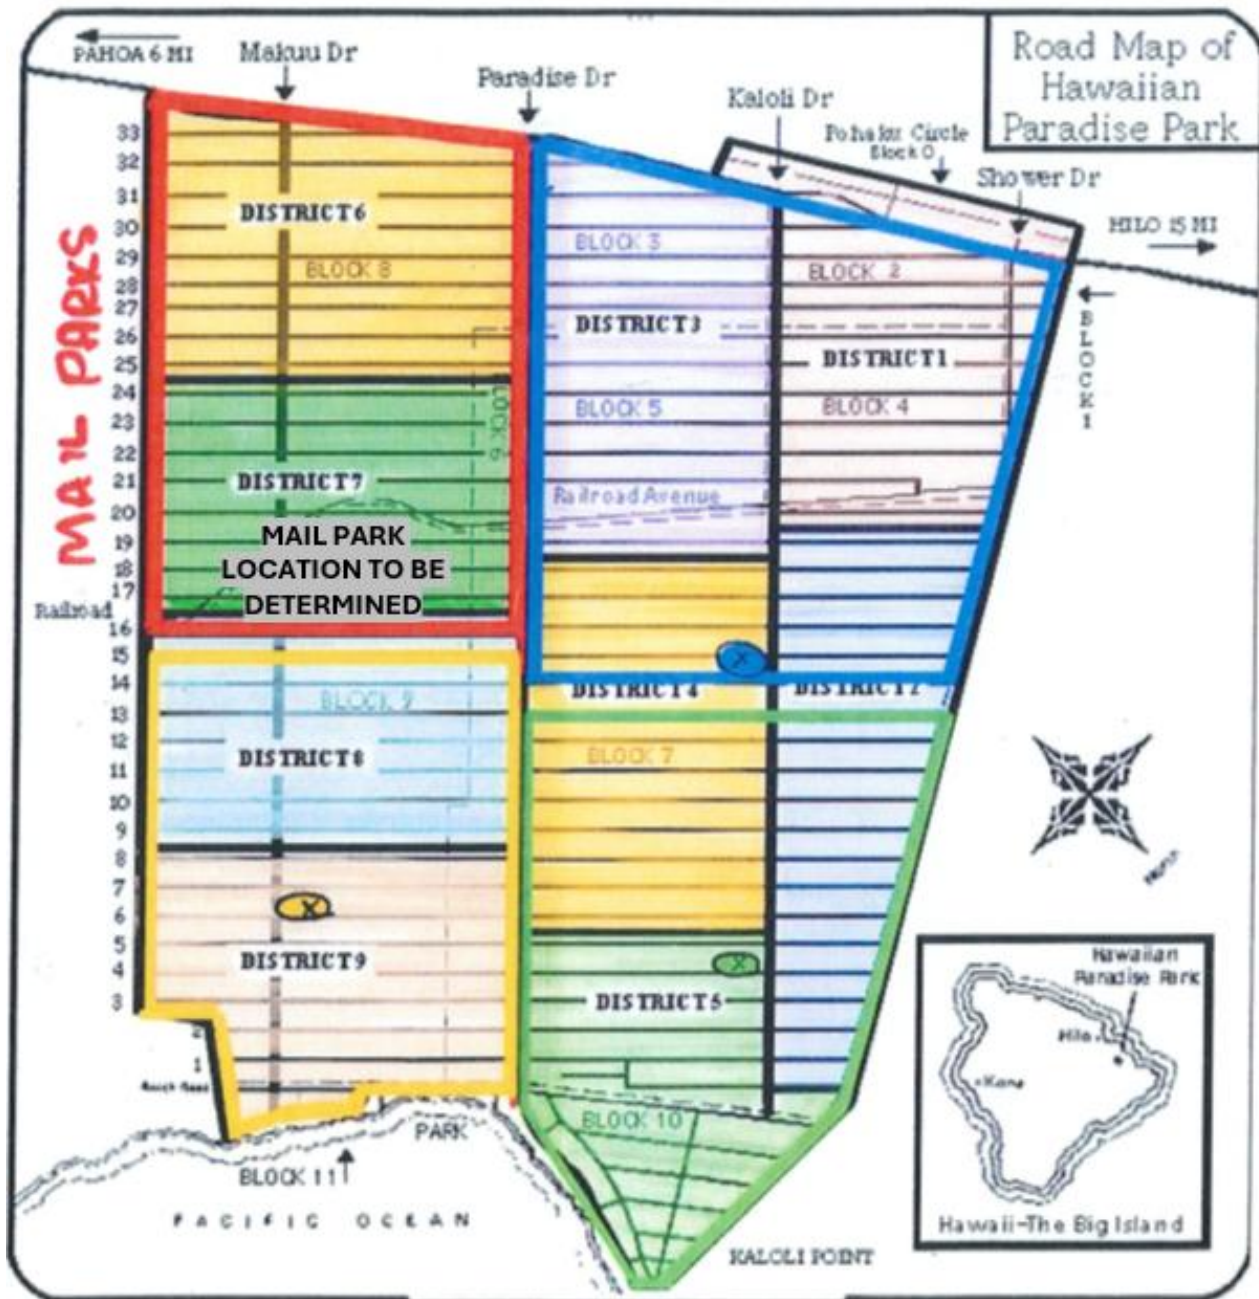 Road Map of
Hawaiian
Paradise Park
PAHOA 6 MI
Makuu Dr
Paradise Dr
Kaloli Dr
Pohaku Circle
Block 0
Shower Dr
HILO 15 MI
MAIL PARKS
33
32
31
30
29
28
27
26
25
24
23
22
21
20
19
18
17
Railroad
16
15
14
13
12
11
10
9
8
7
6
5
4
3
2
1
DISTRICT 6
BLOCK 8
BLOCK 3
BLOCK 2
DISTRICT 3
DISTRICT 1
BLOCK 1
BLOCK 5
BLOCK 4
BLOCK 6
DISTRICT 7
Railroad Avenue
MAIL PARK
LOCATION TO BE
DETERMINED
X
DISTRICT 4
DISTRICT 2
BLOCK 9
DISTRICT 8
BLOCK 7
X
DISTRICT 9
X
DISTRICT 5
BLOCK 10
PARK
BLOCK 11
PACIFIC OCEAN
KALOLI POINT
Hawaiian
Paradise Park
Hilo
Kona
Hawaii-The Big Island